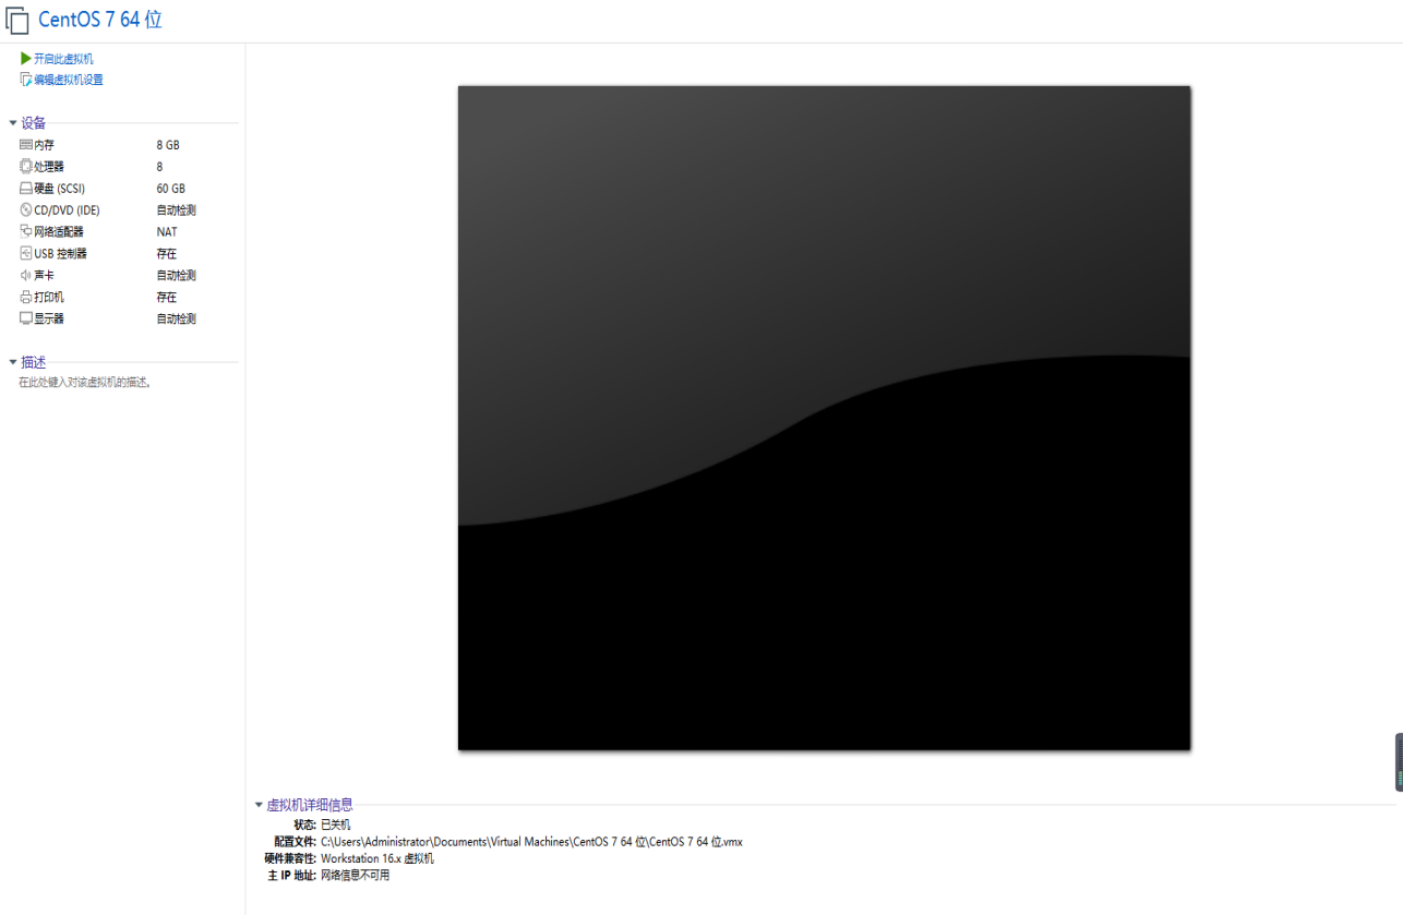 CentOS 7 64 位
开启此虚拟机
编辑虚拟机设置
设备
内存 8 GB
处理器 8
硬盘 (SCSI) 60 GB
CD/DVD (IDE) 自动检测
网络适配器 NAT
USB 控制器 存在
声卡 自动检测
打印机 存在
显示器 自动检测
描述
在此处键入对该虚拟机的描述。
虚拟机详细信息
状态: 已关机
配置文件: C:\Users\Administrator\Documents\Virtual Machines\CentOS 7 64 位\CentOS 7 64 位.vmx
硬件兼容性: Workstation 16.x 虚拟机
主 IP 地址: 网络信息不可用